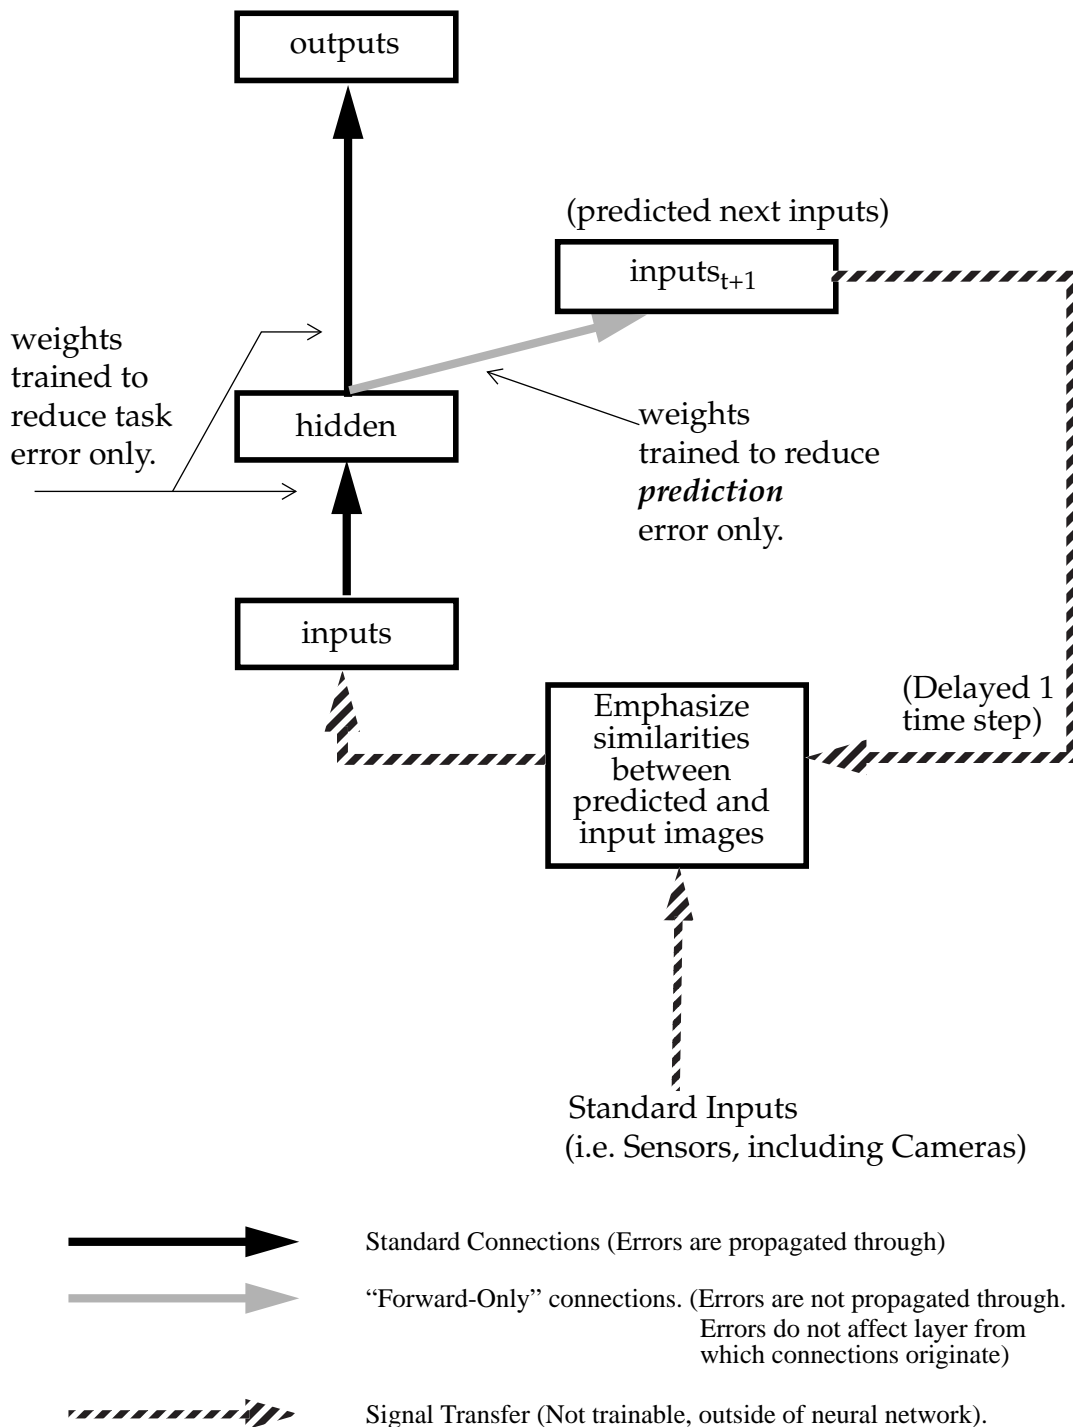 outputs
(predicted next inputs)
inputs_{t+1}
weights
trained to
reduce task
error only.
hidden
weights
trained to reduce
prediction
error only.
inputs
(Delayed 1
time step)
Emphasize
similarities
between
predicted and
input images
Standard Inputs
(i.e. Sensors, including Cameras)
Standard Connections (Errors are propagated through)
“Forward-Only” connections. (Errors are not propagated through.
Errors do not affect layer from
which connections originate)
Signal Transfer (Not trainable, outside of neural network).